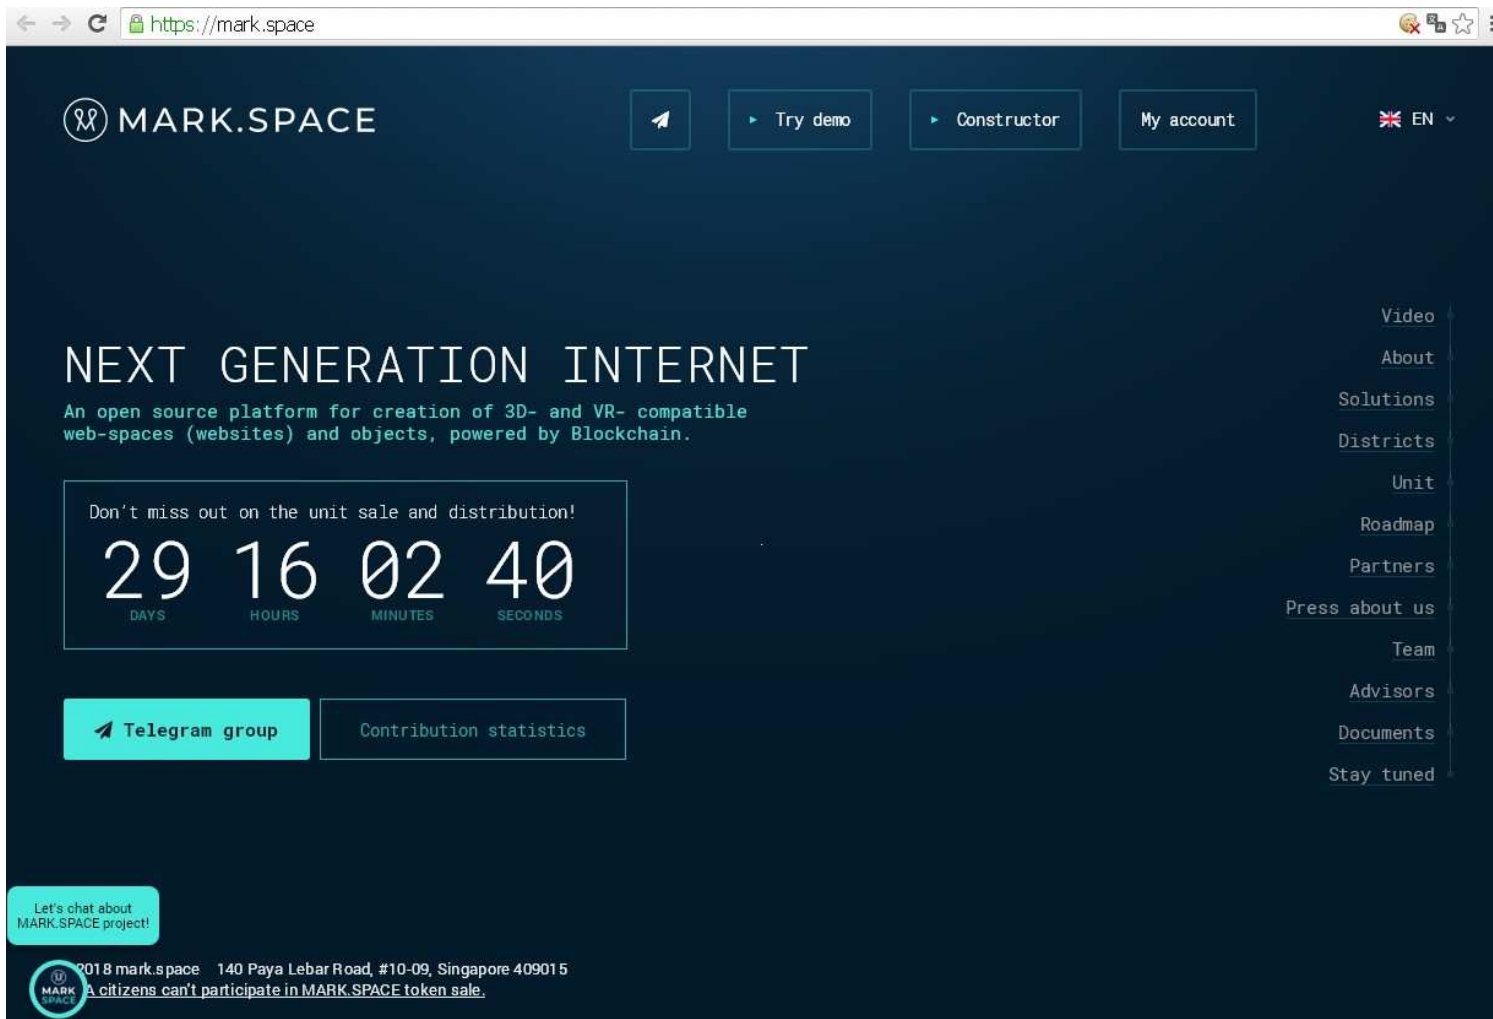 https://mark.space
MARK.SPACE
Try demo
Constructor
My account
EN
Video
About
Solutions
Districts
Unit
Roadmap
Partners
Press about us
Team
Advisors
Documents
Stay tuned
NEXT GENERATION INTERNET
An open source platform for creation of 3D- and VR- compatible
web-spaces (websites) and objects, powered by Blockchain.
Don't miss out on the unit sale and distribution!
29 16 02 40
DAYS HOURS MINUTES SECONDS
Telegram group
Contribution statistics
Let's chat about
MARK.SPACE project!
MARK
SPACE
2018 mark.space 140 Paya Lebar Road, #10-09, Singapore 409015
A citizens can't participate in MARK.SPACE token sale.